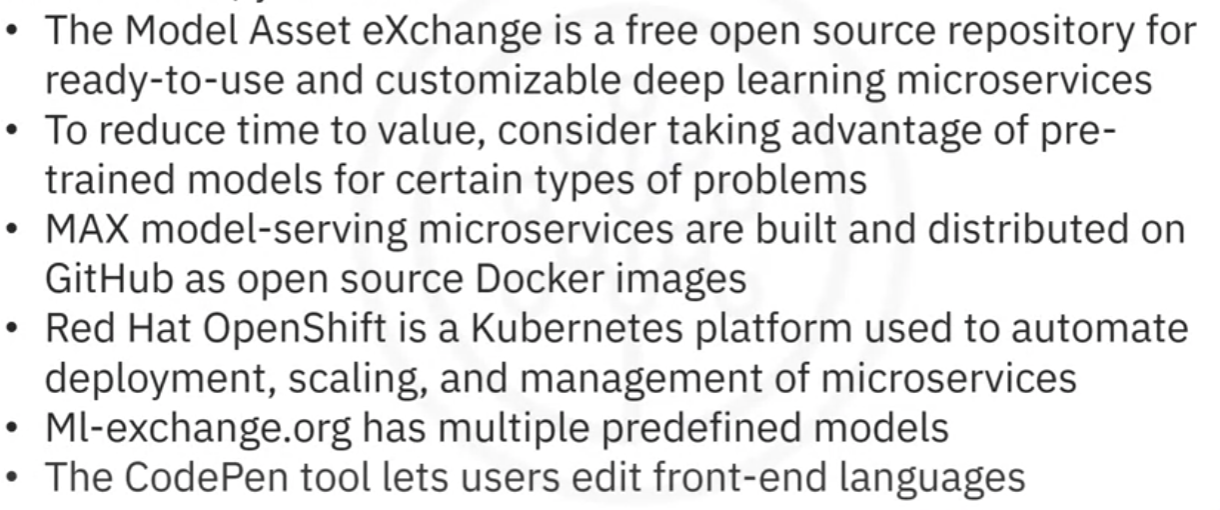 • The Model Asset eXchange is a free open source repository for
ready-to-use and customizable deep learning microservices
• To reduce time to value, consider taking advantage of pre-
trained models for certain types of problems
• MAX model-serving microservices are built and distributed on
GitHub as open source Docker images
• Red Hat OpenShift is a Kubernetes platform used to automate
deployment, scaling, and management of microservices
• Ml-exchange.org has multiple predefined models
• The CodePen tool lets users edit front-end languages